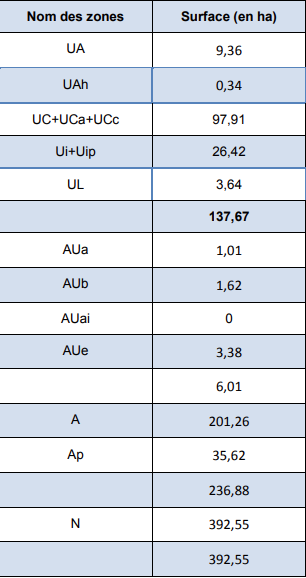 Nom des zones Surface (en ha)
UA 9,36
UAh 0,34
UC+UCa+UCc 97,91
Ui+Uip 26,42
UL 3,64
137,67
AUa 1,01
AUb 1,62
AUai 0
AUe 3,38
6,01
A 201,26
Ap 35,62
236,88
N 392,55
392,55